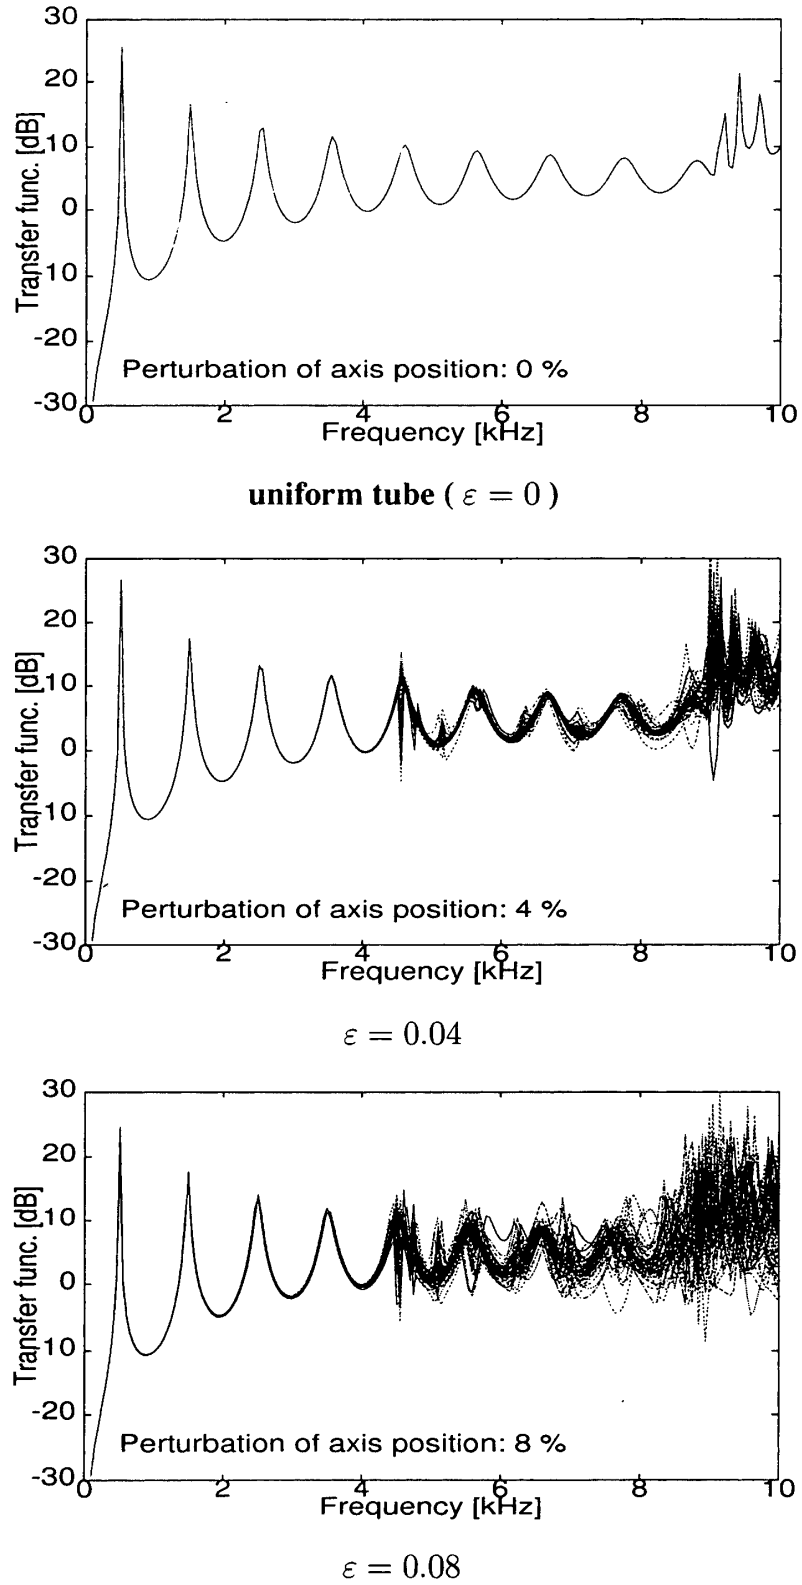 30
20
10
0
-10
-20
-30
Transfer func. [dB]
Perturbation of axis position: 0 %
0 2 4 6 8 10
Frequency [kHz]
uniform tube ( ε = 0 )
30
20
10
0
-10
-20
-30
Transfer func. [dB]
Perturbation of axis position: 4 %
0 2 4 6 8 10
Frequency [kHz]
ε = 0.04
30
20
10
0
-10
-20
-30
Transfer func. [dB]
Perturbation of axis position: 8 %
0 2 4 6 8 10
Frequency [kHz]
ε = 0.08